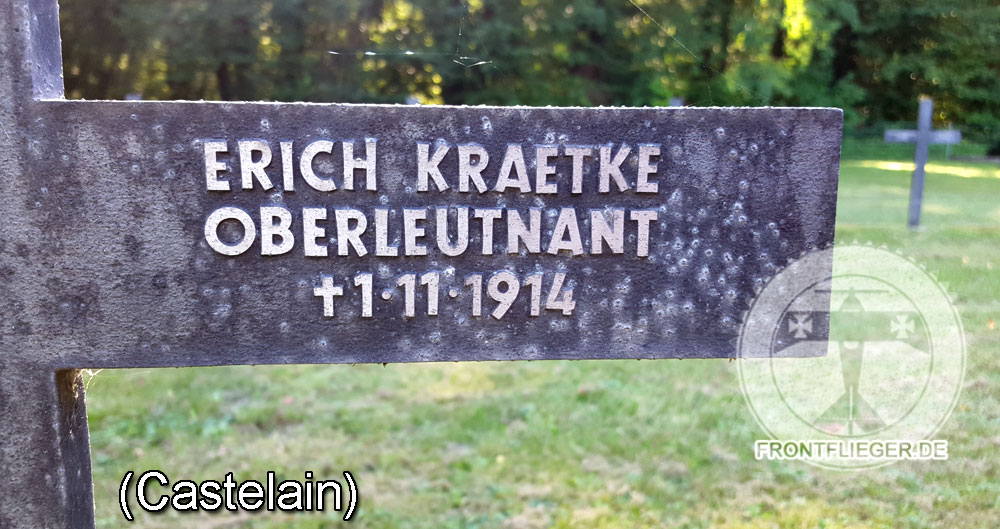 ERICH KRAETKE
OBERLEUTNANT
✝1·11·1914
FRONTFLIEGER.DE
(Castelain)